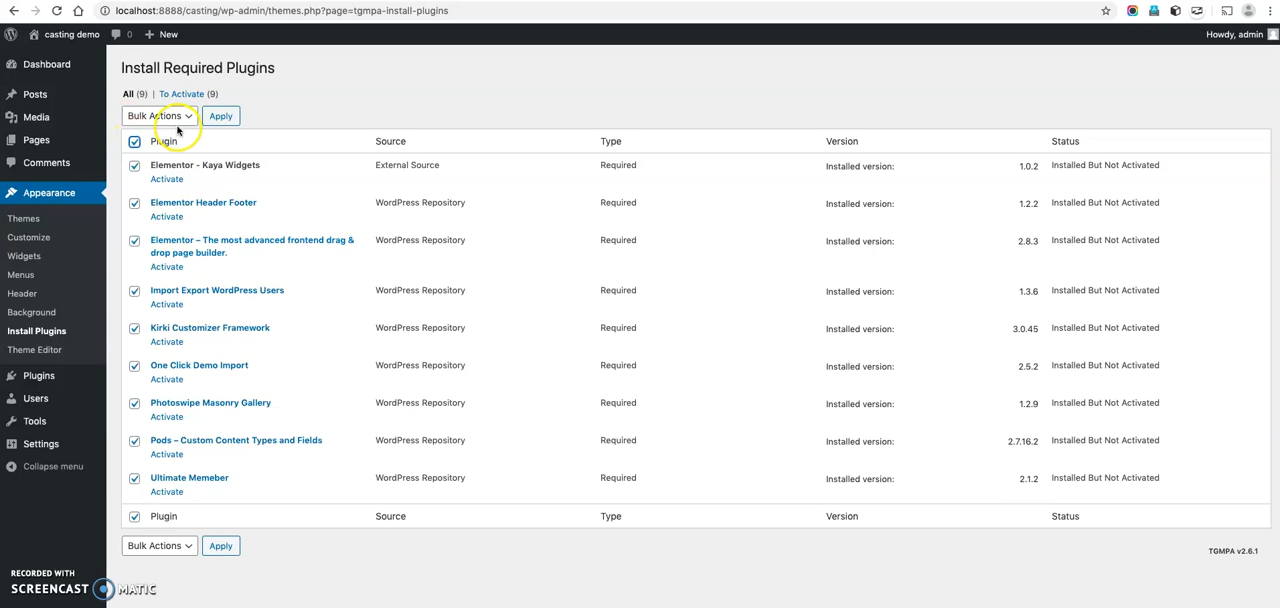 localhost:8888/casting/wp-admin/themes.php?page=tgmpa-install-plugins
casting demo 0 New Howdy, admin
Dashboard
Posts
Media
Pages
Comments
Appearance
Themes
Customize
Widgets
Menus
Header
Background
Install Plugins
Theme Editor
Plugins
Users
Tools
Settings
Collapse menu
RECORDED WITH
SCREENCAST MATIC
Install Required Plugins
All (9) | To Activate (9)
Bulk Actions Apply
Plugin Source Type Version Status
Elementor - Kaya Widgets External Source Required Installed version: 1.0.2 Installed But Not Activated
Activate
Elementor Header Footer WordPress Repository Required Installed version: 1.2.2 Installed But Not Activated
Activate
Elementor – The most advanced frontend drag & WordPress Repository Required Installed version: 2.8.3 Installed But Not Activated
drop page builder.
Activate
Import Export WordPress Users WordPress Repository Required Installed version: 1.3.6 Installed But Not Activated
Activate
Kirki Customizer Framework WordPress Repository Required Installed version: 3.0.45 Installed But Not Activated
Activate
One Click Demo Import WordPress Repository Required Installed version: 2.5.2 Installed But Not Activated
Activate
Photoswipe Masonry Gallery WordPress Repository Required Installed version: 1.2.9 Installed But Not Activated
Activate
Pods – Custom Content Types and Fields WordPress Repository Required Installed version: 2.7.16.2 Installed But Not Activated
Activate
Ultimate Memeber WordPress Repository Required Installed version: 2.1.2 Installed But Not Activated
Activate
Plugin Source Type Version Status
Bulk Actions Apply
TGMPA v2.6.1